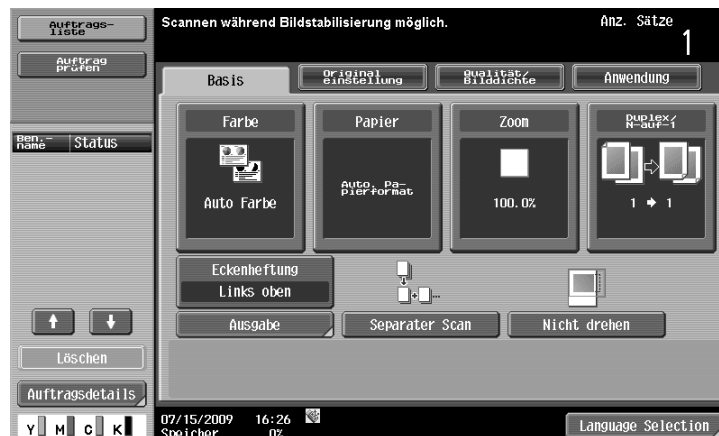 Auftrags-
liste
Auftrag
prüfen
Ben.-
name
Status
Löschen
Auftragsdetails
Y M C K
Scannen während Bildstabilisierung möglich.
Anz. Sätze
1
Basis
Original
einstellung
Qualität/
Bilddichte
Anwendung
Farbe
Auto Farbe
Papier
Auto. Pa-
pierformat
Zoom
100.0%
Duplex/
N-auf-1
1 → 1
Eckenheftung
Links oben
Ausgabe
Separater Scan
Nicht drehen
07/15/2009 16:26
Speicher 0%
Language Selection